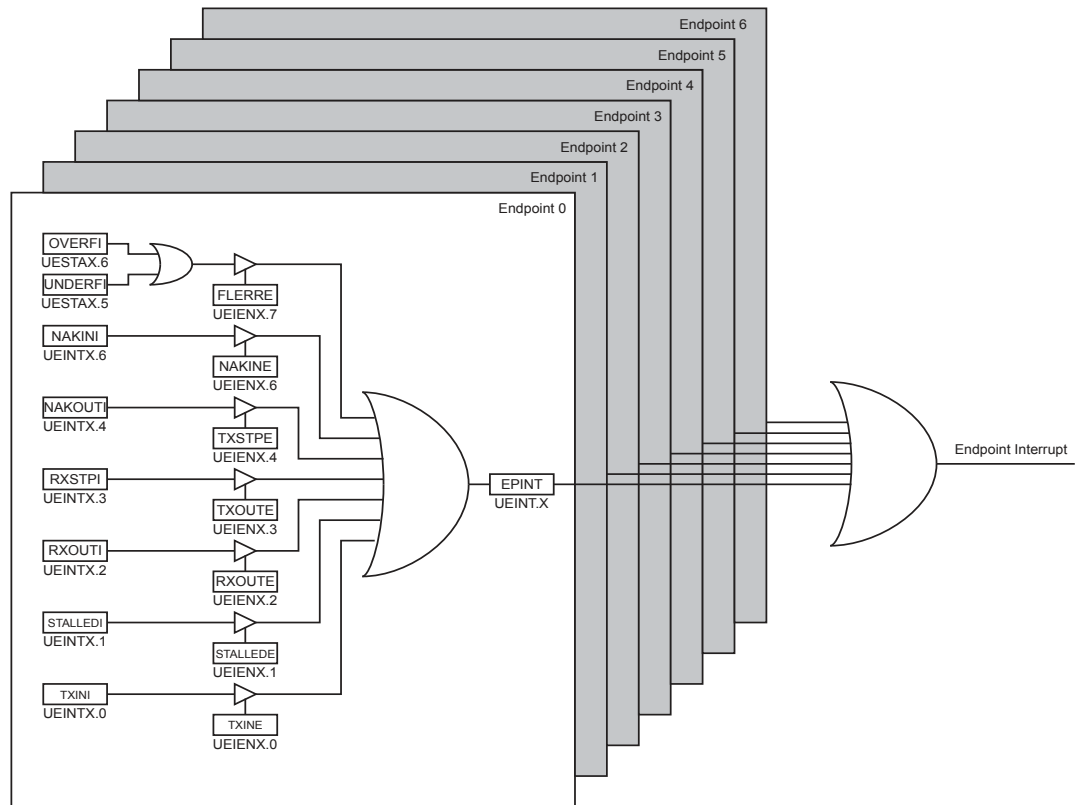 Endpoint 6
Endpoint 5
Endpoint 4
Endpoint 3
Endpoint 2
Endpoint 1
Endpoint 0
OVERFI
UESTAX.6
UNDERFI
UESTAX.5
FLERRE
UEIENX.7
NAKINI
UEINTX.6
NAKINE
UEIENX.6
NAKOUTI
UEINTX.4
TXSTPE
UEIENX.4
RXSTPI
UEINTX.3
TXOUTE
UEIENX.3
RXOUTI
UEINTX.2
RXOUTE
UEIENX.2
STALLEDI
UEINTX.1
STALLEDE
UEIENX.1
TXINI
UEINTX.0
TXINE
UEIENX.0
EPINT
UEINT.X
Endpoint Interrupt